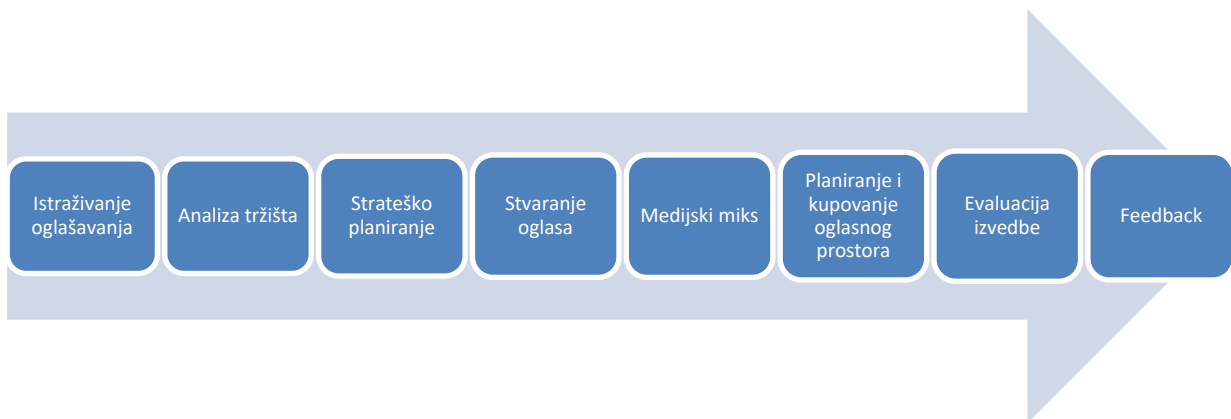 Istraživanje
oglašavanja
Analiza tržišta
Strateško
planiranje
Stvaranje
oglasa
Medijski miks
Planiranje i
kupovanje
oglasnog
prostora
Evaluacija
izvedbe
Feedback